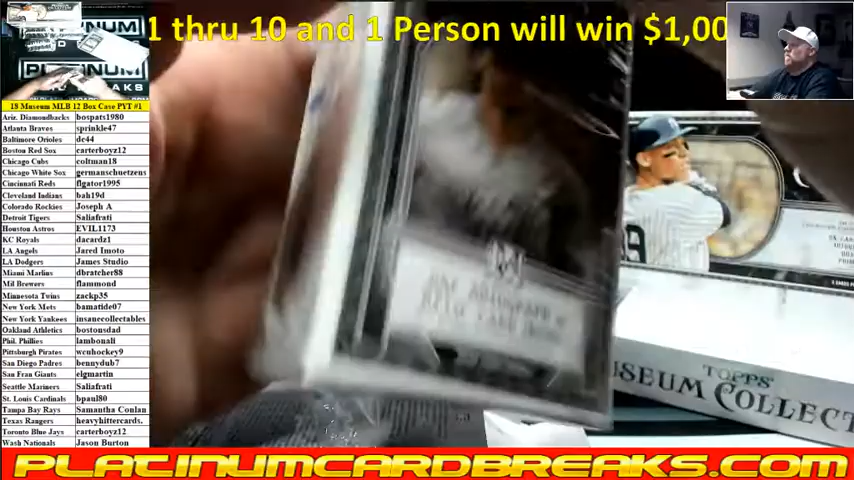 1 thru 10 and 1 Person will win $1,00
PLATINUM
18 Museum MLB 12 Box Case PYT #1
Ariz. Diamondbacks bospats1980
Atlanta Braves sprinkle47
Baltimore Orioles dc44
Boston Red Sox carterboyz12
Chicago Cubs coltman18
Chicago White Sox germanschuetzens
Cincinnati Reds flgator1995
Cleveland Indians bah19d
Colorado Rockies Joseph A
Detroit Tigers Saliafrati
Houston Astros EVIL1173
KC Royals dacardz1
LA Angels Jared Imoto
LA Dodgers James Studio
Miami Marlins dbratcher88
Mil Brewers flammond
Minnesota Twins zackp35
New York Mets bamatide07
New York Yankees insanecollectables
Oakland Athletics bostonsdad
Phil. Phillies lambonali
Pittsburgh Pirates wcuhockey9
San Diego Padres bennydub7
San Fran Giants elgmartin
Seattle Mariners Saliafrati
St. Louis Cardinals bpaul80
Tampa Bay Rays Samantha Conlan
Texas Rangers heavyhittercards.
Toronto Blue Jays carterboyz12
Wash Nationals Jason Burton
TOPPS
MUSEUM COLLECT
PLATINUMCARDBREAKS.COM